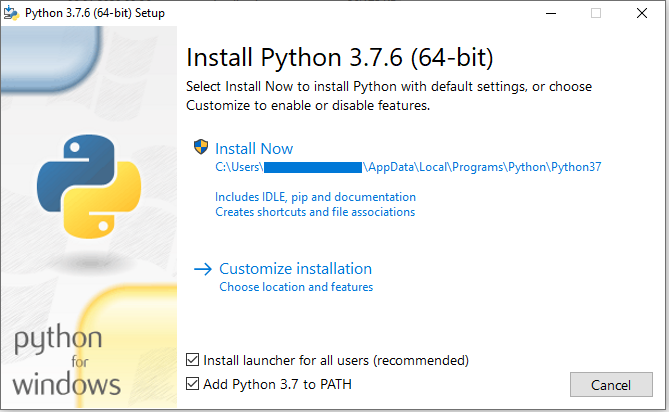 Python 3.7.6 (64-bit) Setup
Install Python 3.7.6 (64-bit)
Select Install Now to install Python with default settings, or choose
Customize to enable or disable features.
Install Now
C:\Users\ \AppData\Local\Programs\Python\Python37
Includes IDLE, pip and documentation
Creates shortcuts and file associations
Customize installation
Choose location and features
python
for
windows
Install launcher for all users (recommended)
Add Python 3.7 to PATH
Cancel